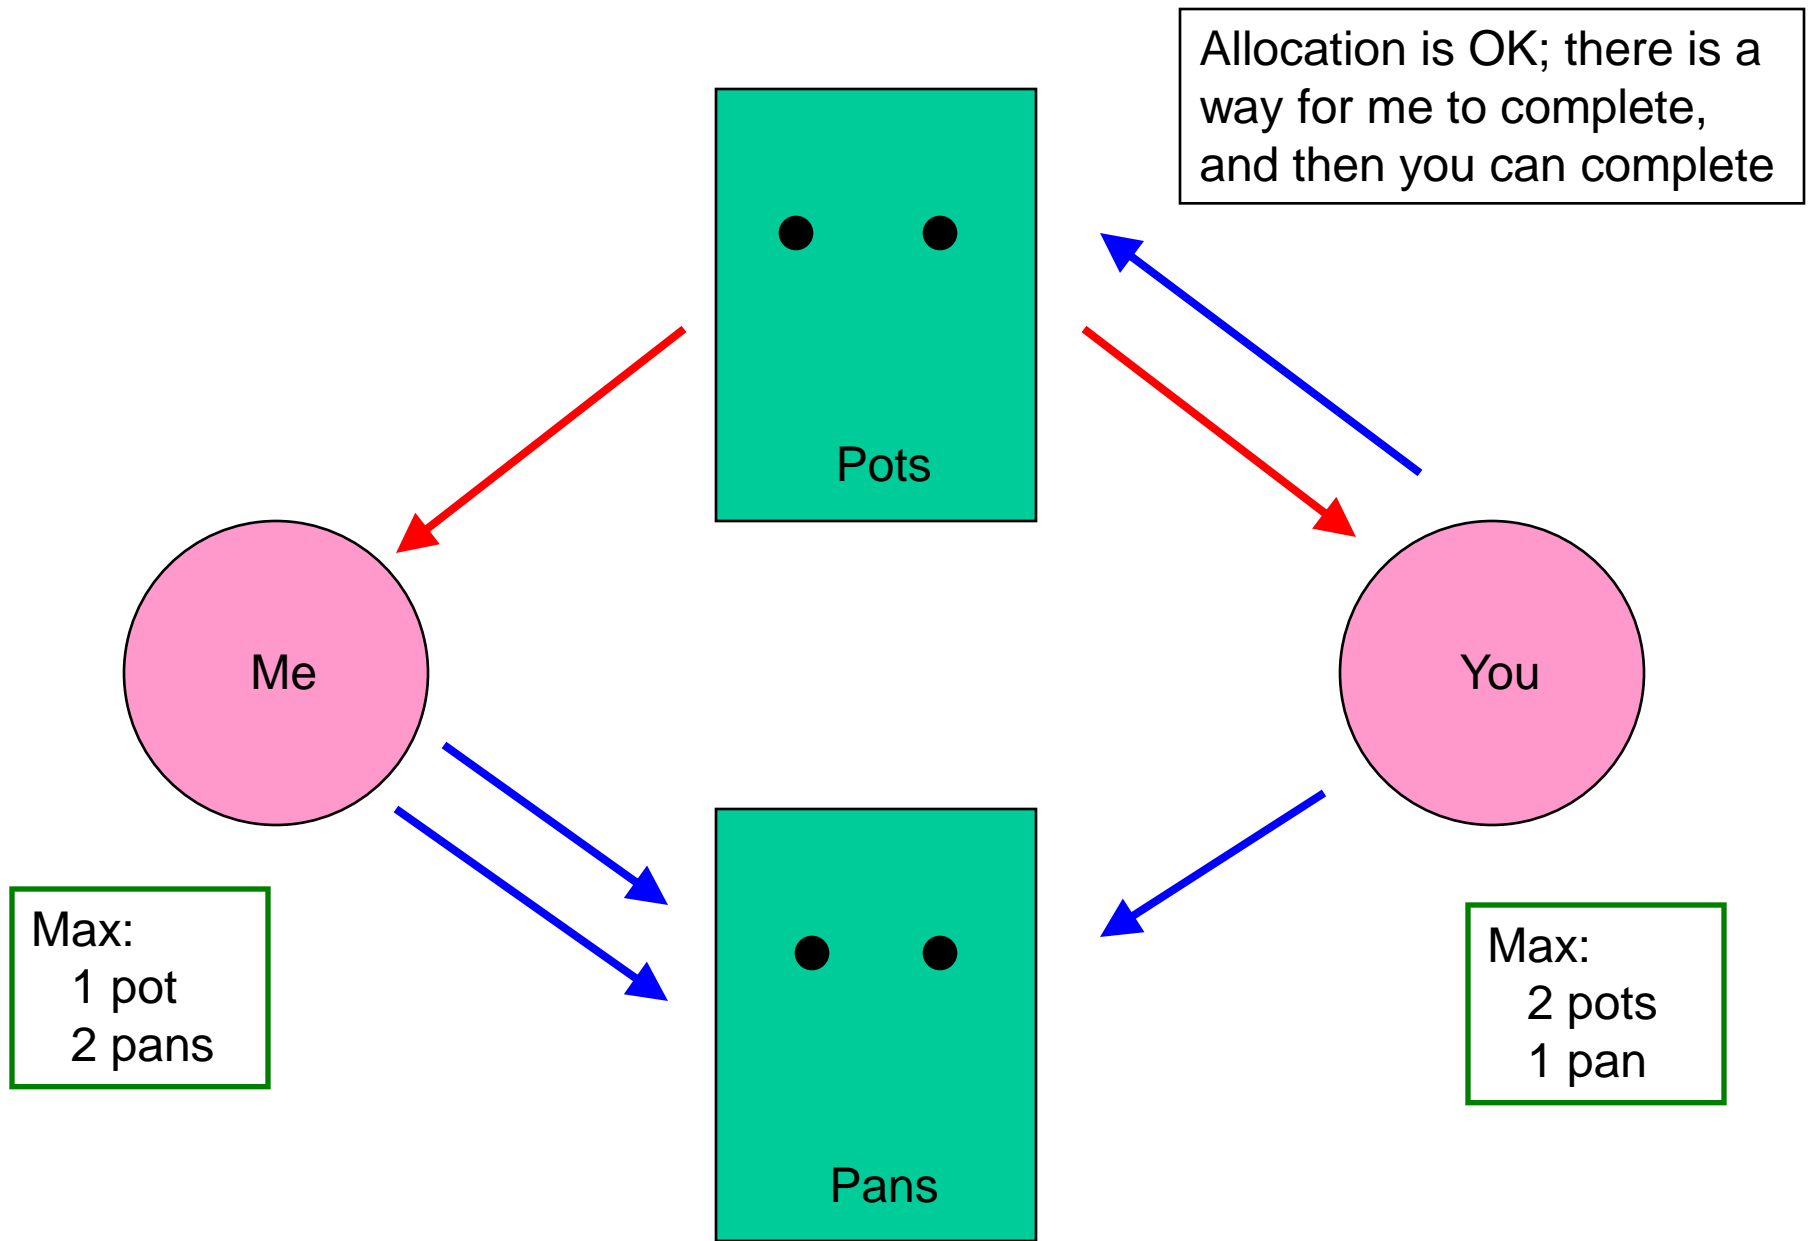 Allocation is OK; there is a
way for me to complete,
and then you can complete
Pots
Me
You
Max:
1 pot
2 pans
Max:
2 pots
1 pan
Pans